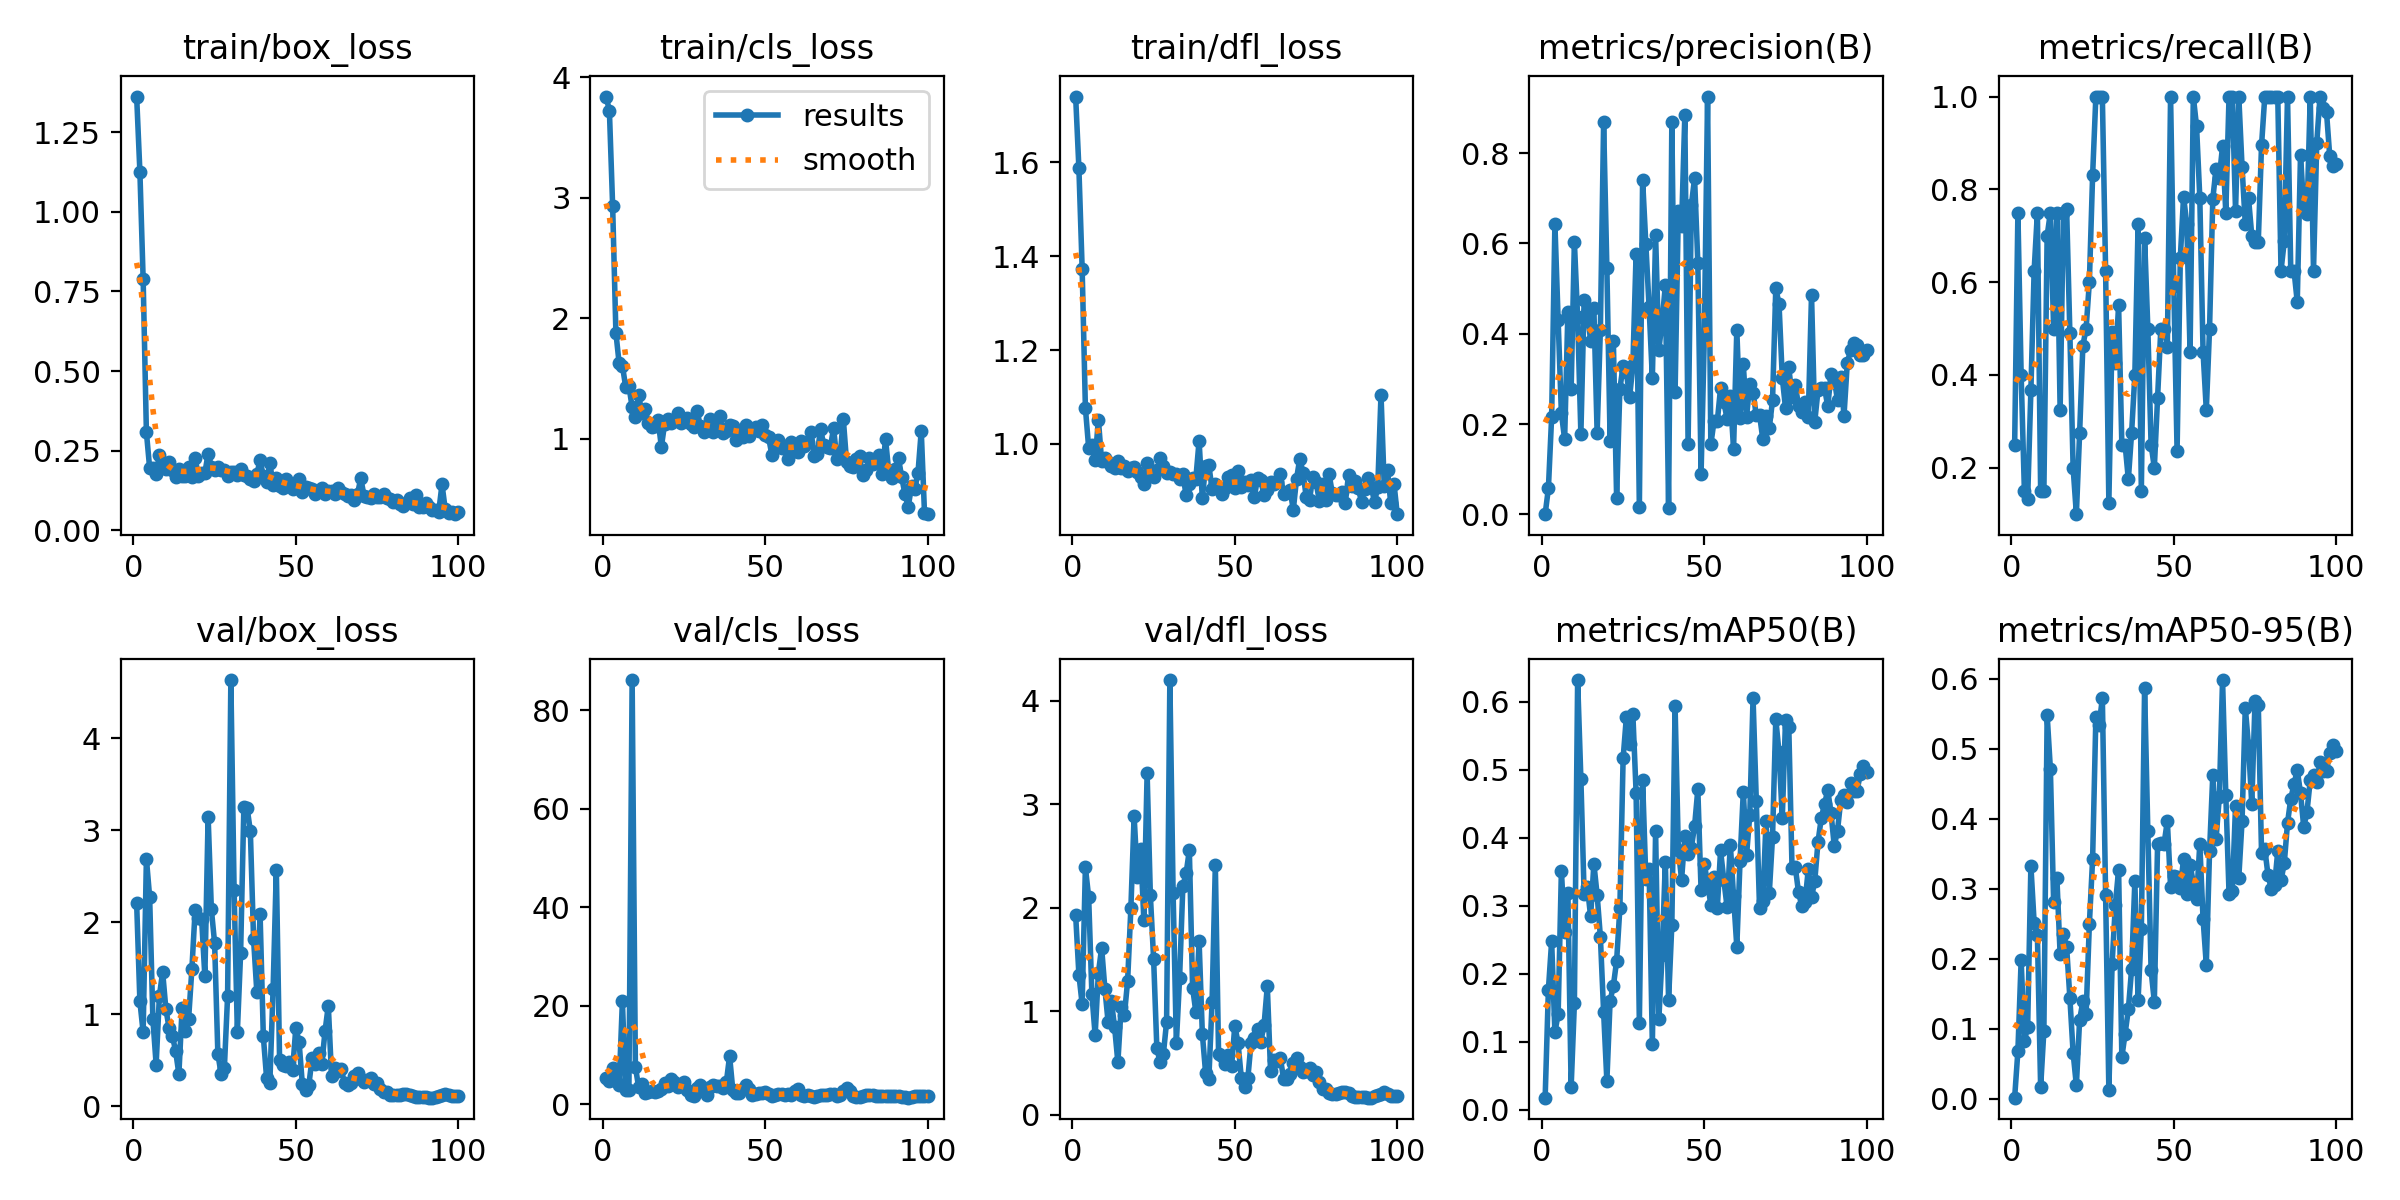 train/box_loss
1.25
1.00
0.75
0.50
0.25
0.00
0 50 100
train/cls_loss
results
smooth
4
3
2
1
0 50 100
train/dfl_loss
1.6
1.4
1.2
1.0
0 50 100
metrics/precision(B)
0.8
0.6
0.4
0.2
0.0
0 50 100
metrics/recall(B)
1.0
0.8
0.6
0.4
0.2
0 50 100
val/box_loss
4
3
2
1
0
0 50 100
val/cls_loss
80
60
40
20
0
0 50 100
val/dfl_loss
4
3
2
1
0
0 50 100
metrics/mAP50(B)
0.6
0.5
0.4
0.3
0.2
0.1
0.0
0 50 100
metrics/mAP50-95(B)
0.6
0.5
0.4
0.3
0.2
0.1
0.0
0 50 100